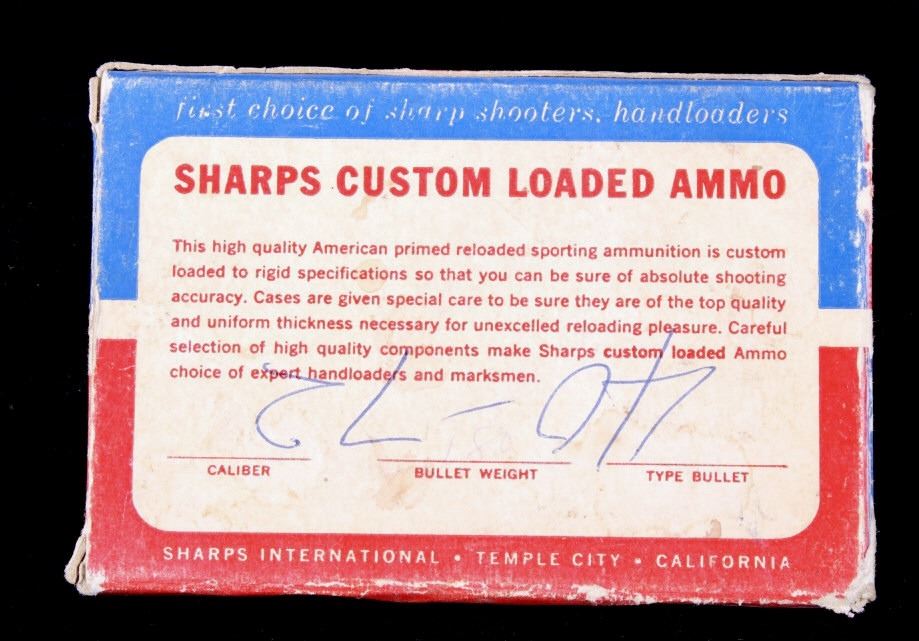 first choice of sharp shooters, handloaders
SHARPS CUSTOM LOADED AMMO
This high quality American primed reloaded sporting ammunition is custom
loaded to rigid specifications so that you can be sure of absolute shooting
accuracy. Cases are given special care to be sure they are of the top quality
and uniform thickness necessary for unexcelled reloading pleasure. Careful
selection of high quality components make Sharps custom loaded Ammo
choice of expert handloaders and marksmen.
40-72
CALIBER BULLET WEIGHT TYPE BULLET
SHARPS INTERNATIONAL • TEMPLE CITY • CALIFORNIA